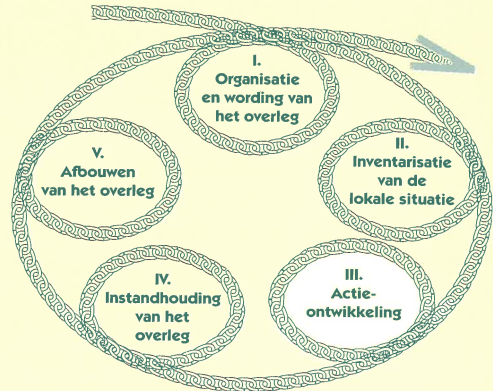 I.
Organisatie
en wording van
het overleg
II.
Inventarisatie
van de
lokale situatie
III.
Actie-
ontwikkeling
IV.
Instandhouding
van het
overleg
V.
Afbouwen
van het overleg